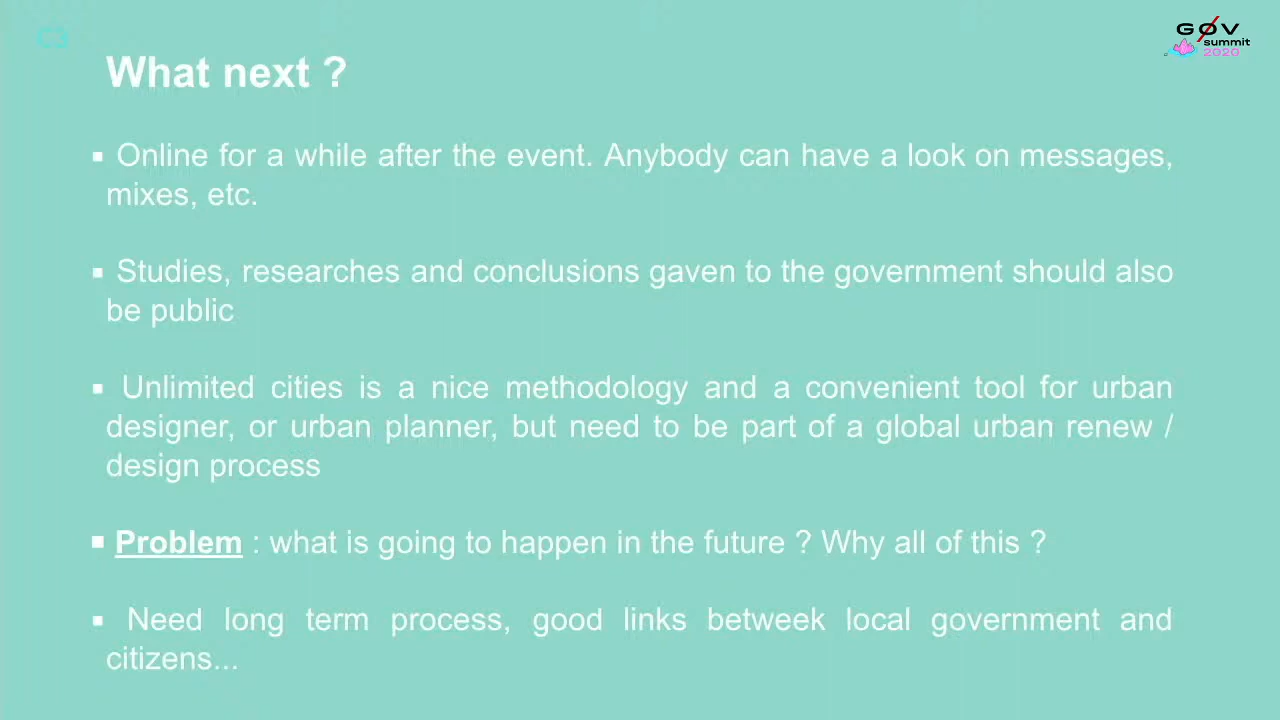 GØV
summit
2020
What next ?
▪ Online for a while after the event. Anybody can have a look on messages,
mixes, etc.
▪ Studies, researches and conclusions gaven to the government should also
be public
▪ Unlimited cities is a nice methodology and a convenient tool for urban
designer, or urban planner, but need to be part of a global urban renew /
design process
▪ Problem : what is going to happen in the future ? Why all of this ?
▪ Need long term process, good links betweek local government and
citizens...